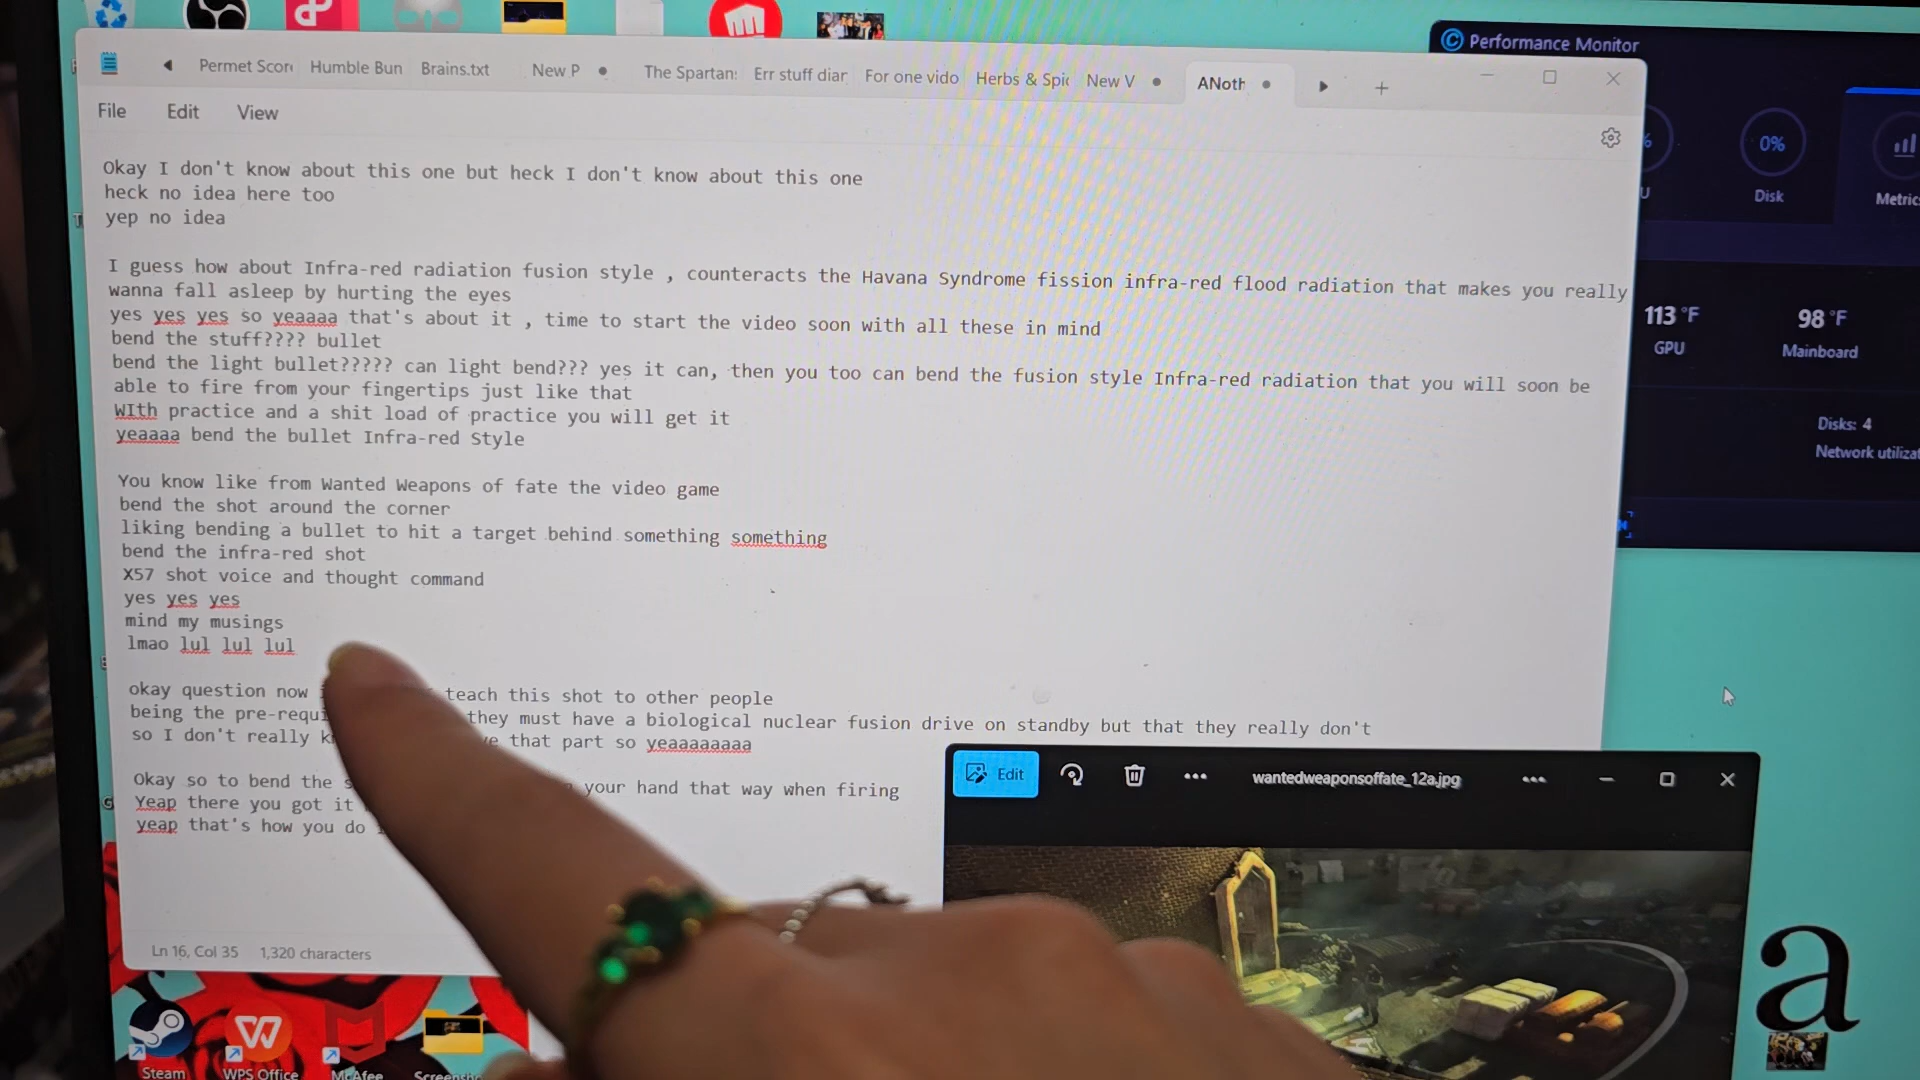 Performance Monitor
Permet Scor Humble Bun Brains.txt New P The Spartan: Err stuff diar For one vido Herbs & Spic New V ANoth
File Edit View
Okay I don't know about this one but heck I don't know about this one
heck no idea here too
yep no idea
I guess how about Infra-red radiation fusion style , counteracts the Havana Syndrome fission infra-red flood radiation that makes you really
wanna fall asleep by hurting the eyes
yes yes yes so yeaaaa that's about it , time to start the video soon with all these in mind
bend the stuff???? bullet
bend the light bullet????? can light bend??? yes it can, then you too can bend the fusion style Infra-red radiation that you will soon be
able to fire from your fingertips just like that
WIth practice and a shit load of practice you will get it
yeaaaa bend the bullet Infra-red Style
You know like from Wanted Weapons of fate the video game
bend the shot around the corner
liking bending a bullet to hit a target behind something something
bend the infra-red shot
X57 shot voice and thought command
yes yes yes
mind my musings
lmao lul lul lul
okay question now teach this shot to other people
being the pre-requi they must have a biological nuclear fusion drive on standby but that they really don't
so I don't really that part so yeaaaaaaaa
Okay so to bend the your hand that way when firing
Yeap there you got it
yeap that's how you do
Ln 16, Col 35 1,320 characters
0%
Disk
Metrics
113 °F
GPU
98 °F
Mainboard
Disks: 4
Network utiliza
Edit
wantedweaponsoffate_12a.jpg
a
Steam
WPS Office
McAfee
Screensho